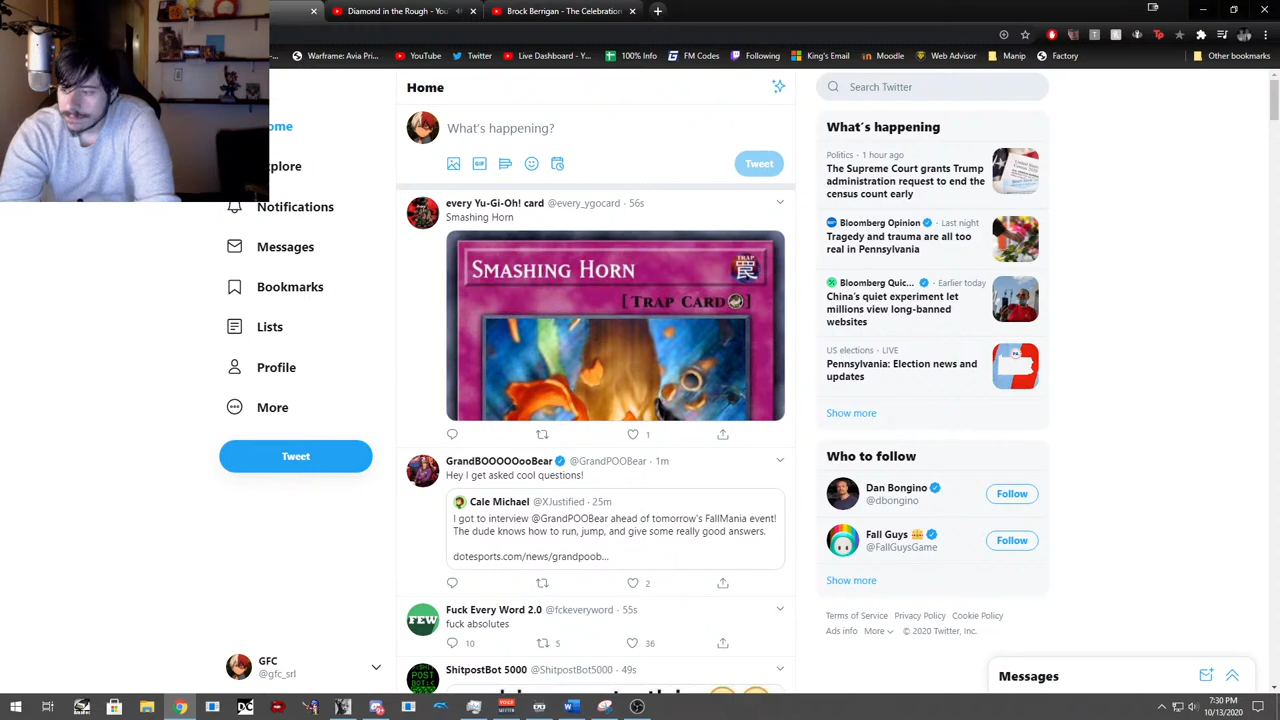 Diamond in the Rough - You
Brock Berrigan - The Celebration
Warframe: Avia Pri...
YouTube
Twitter
Live Dashboard - Yo...
100% Info
FM Codes
Following
King's Email
Moodle
Web Advisor
Manip
Factory
Other bookmarks
ome
xplore
Notifications
Messages
Bookmarks
Lists
Profile
More
Tweet
GFC
@gfc_srl
Home
What's happening?
GIF
Tweet
every Yu-Gi-Oh! card @every_ygocard · 56s
Smashing Horn
SMASHING HORN
TRAP
罠
[TRAP CARD]
1
GrandBOOOOOooBear @GrandPOOBear · 1m
Hey I get asked cool questions!
Cale Michael @XJustified · 25m
I got to interview @GrandPOOBear ahead of tomorrow's FallMania event!
The dude knows how to run, jump, and give some really good answers.
dotesports.com/news/grandpoob...
2
FEW
Fuck Every Word 2.0 @fckeveryword · 55s
fuck absolutes
10 5 36
ShitpostBot 5000 @ShitpostBot5000 · 49s
Search Twitter
What's happening
Politics · 1 hour ago
The Supreme Court grants Trump
administration request to end the
census count early
Bloomberg Opinion · Last night
Tragedy and trauma are all too
real in Pennsylvania
Bloomberg Quic... · Earlier today
China's quiet experiment let
millions view long-banned
websites
US elections · LIVE
Pennsylvania: Election news and
updates
PA
Show more
Who to follow
Dan Bongino
@dbongino
Follow
Fall Guys
@FallGuysGame
Follow
Show more
Terms of Service Privacy Policy Cookie Policy
Ads info More © 2020 Twitter, Inc.
Messages
7:30 PM
10/13/2020